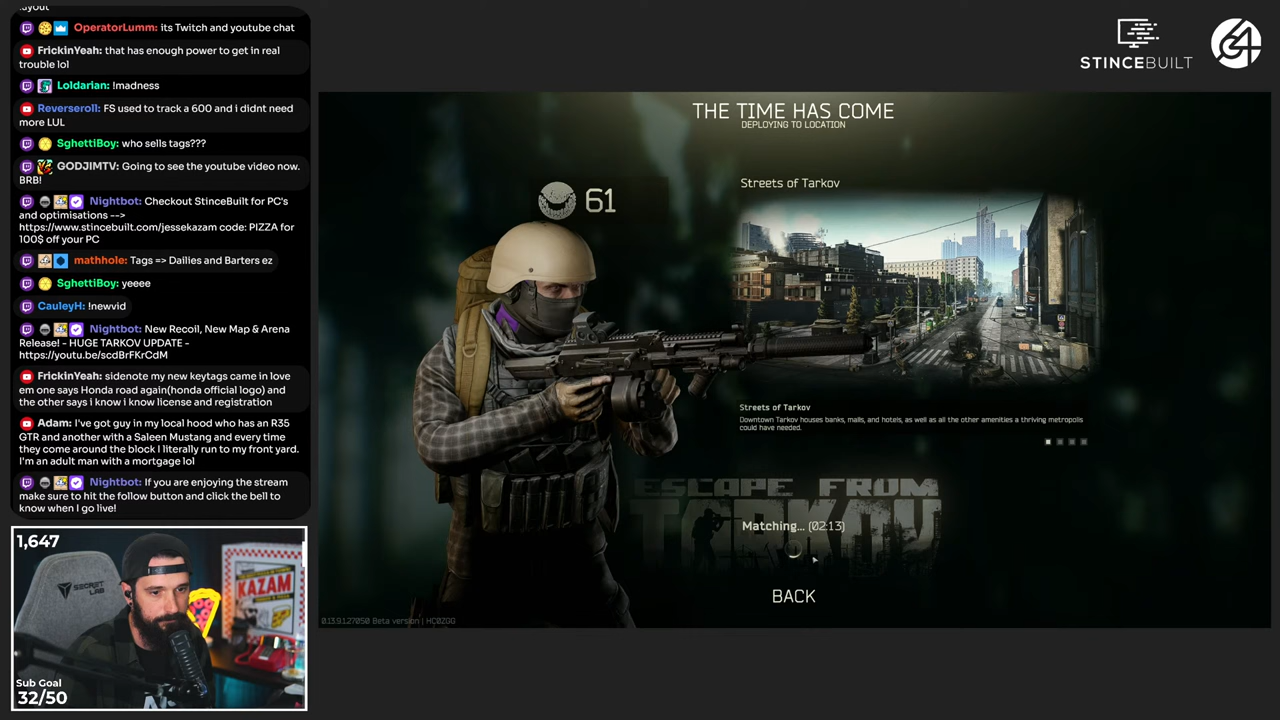 layout
OperatorLumm: its Twitch and youtube chat
FrickinYeah: that has enough power to get in real
trouble lol
Loldarian: !madness
Reverseroll: FS used to track a 600 and i didnt need
more LUL
SghettiBoy: who sells tags???
GODJIMTV: Going to see the youtube video now.
BRB!
Nightbot: Checkout StinceBuilt for PC's
and optimisations -->
https://www.stincebuilt.com/jessekazam code: PIZZA for
100$ off your PC
mathhole: Tags => Dailies and Barters ez
SghettiBoy: yeeee
CauleyH: !newvid
Nightbot: New Recoil, New Map & Arena
Release! - HUGE TARKOV UPDATE -
https://youtu.be/scdBrFKrCdM
FrickinYeah: sidenote my new keytags came in love
em one says Honda road again(honda official logo) and
the other says i know i know license and registration
Adam: I've got guy in my local hood who has an R35
GTR and another with a Saleen Mustang and every time
they come around the block I literally run to my front yard.
I'm an adult man with a mortgage lol
Nightbot: If you are enjoying the stream
make sure to hit the follow button and click the bell to
know when I go live!
1,647
SECRET
LAB
KAZAM
Sub Goal
32/50
STINCEBUILT
THE TIME HAS COME
DEPLOYING TO LOCATION
61
Streets of Tarkov
Streets of Tarkov
Downtown Tarkov houses banks, malls, and hotels, as well as all the other amenities a thriving metropolis
could have needed.
ESCAPE FROM
TARKOV
Matching... (02:13)
BACK
0.13.9.1.27050 Beta version | HC0ZGG